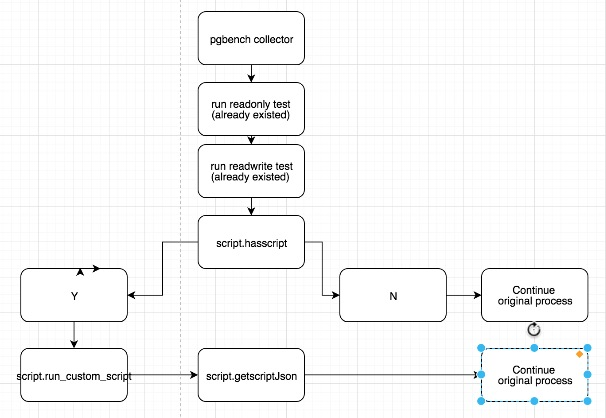 pgbench collector
run readonly test
(already existed)
run readwrite test
(already existed)
script.hasscript
Y
N
Continue
original process
script.run_custom_script
script.getscriptJson
Continue
original process